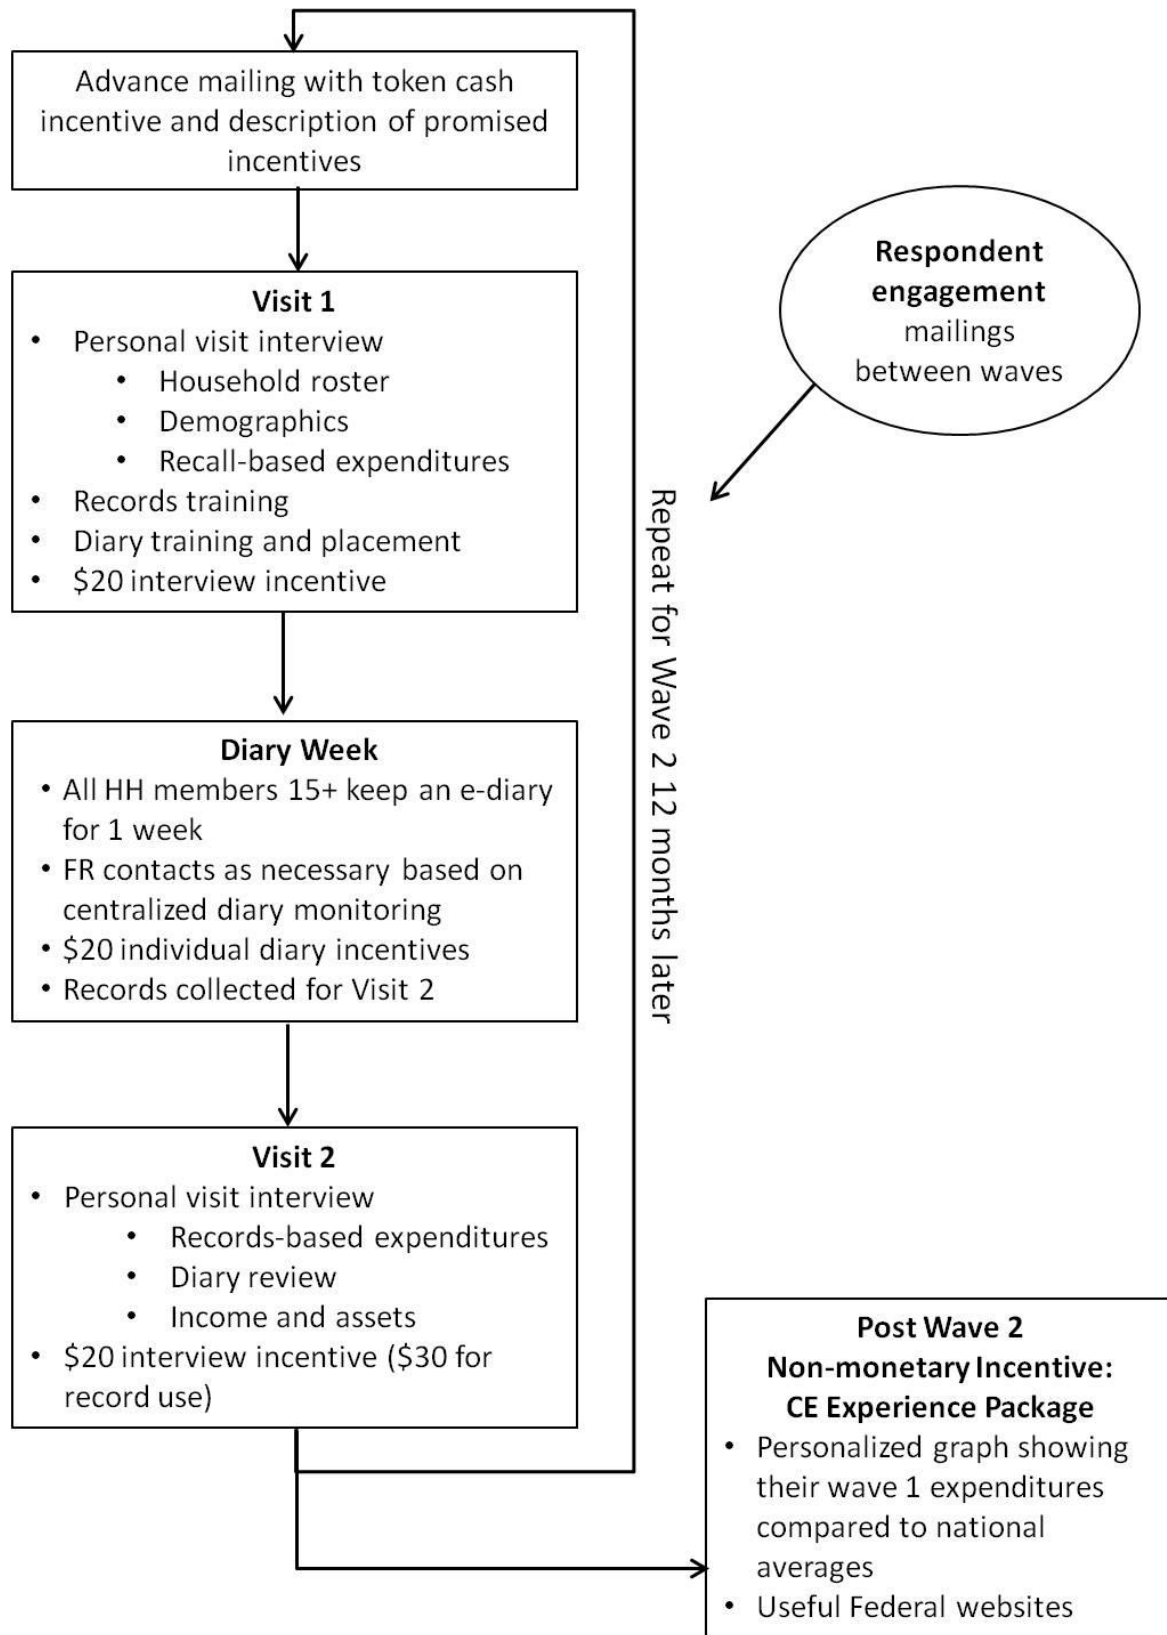 Advance mailing with token cash
incentive and description of promised
incentives
Visit 1
• Personal visit interview
• Household roster
• Demographics
• Recall-based expenditures
• Records training
• Diary training and placement
• $20 interview incentive
Respondent
engagement
mailings
between waves
Repeat for Wave 2 12 months later
Diary Week
• All HH members 15+ keep an e-diary
for 1 week
• FR contacts as necessary based on
centralized diary monitoring
• $20 individual diary incentives
• Records collected for Visit 2
Visit 2
• Personal visit interview
• Records-based expenditures
• Diary review
• Income and assets
• $20 interview incentive ($30 for
record use)
Post Wave 2
Non-monetary Incentive:
CE Experience Package
• Personalized graph showing
their wave 1 expenditures
compared to national
averages
• Useful Federal websites